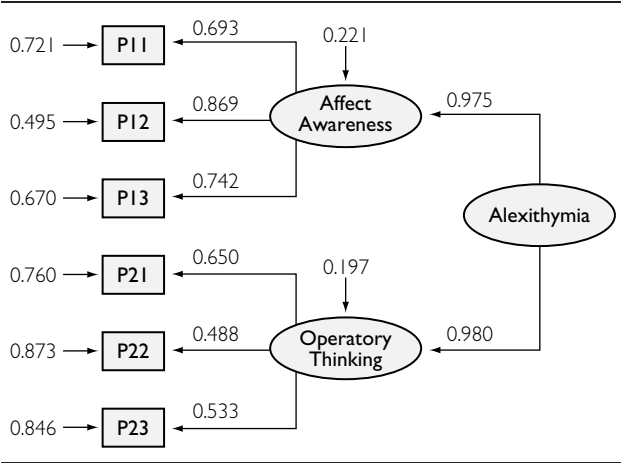 0.693
0.221
0.721
P11
0.869
Affect
Awareness
0.975
0.495
P12
0.742
0.670
P13
Alexithymia
0.650
0.197
0.760
P21
0.488
Operatory
Thinking
0.980
0.873
P22
0.533
0.846
P23